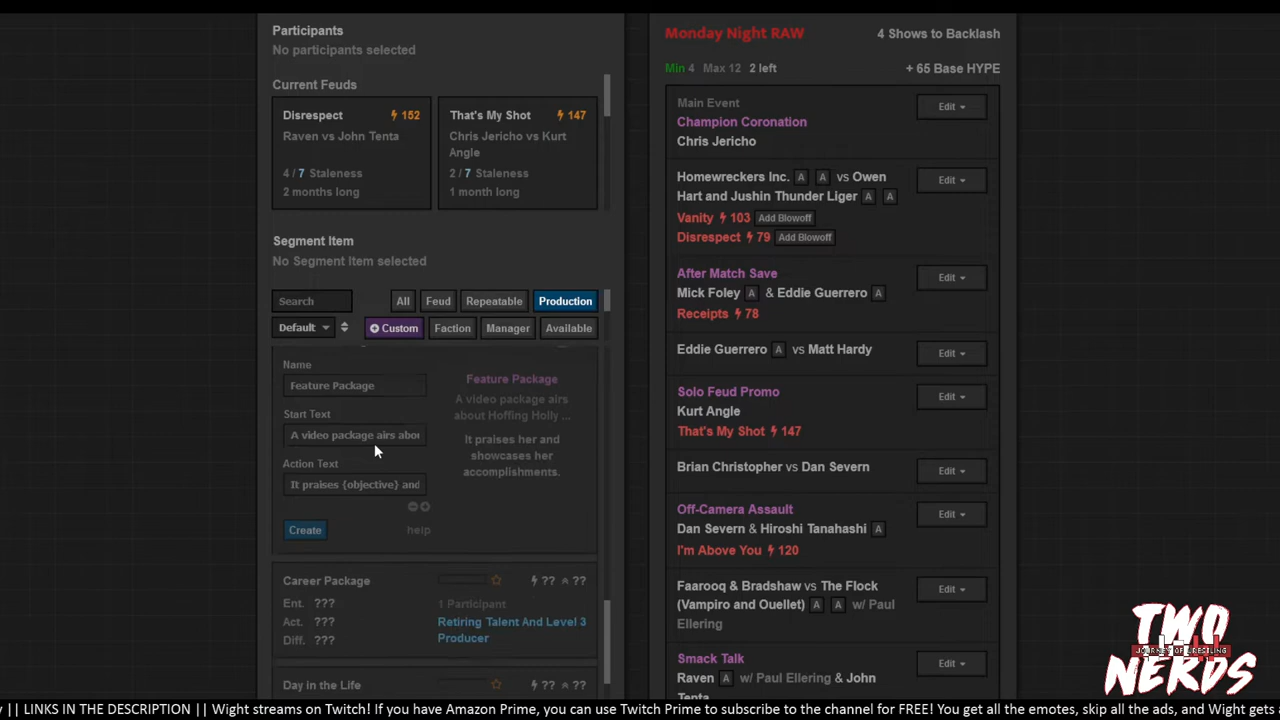 Participants
No participants selected
Current Feuds
Disrespect 152
Raven vs John Tenta
4 / 7 Staleness
2 months long
That's My Shot 147
Chris Jericho vs Kurt
Angle
2 / 7 Staleness
1 month long
Segment Item
No Segment Item selected
Search All Feud Repeatable Production
Default Custom Faction Manager Available
Name
Feature Package
Start Text
A video package airs abou
Action Text
It praises {objective} and
Create help
Feature Package
A video package airs
about Hoffing Holly ...
It praises her and
showcases her
accomplishments.
Career Package ?? ??
Ent. ???
Act. ???
Diff. ???
1 Participant
Retiring Talent And Level 3
Producer
Day in the Life ?? ??
Monday Night RAW 4 Shows to Backlash
Min 4 Max 12 2 left + 65 Base HYPE
Main Event Edit
Champion Coronation
Chris Jericho
Homewreckers Inc. A A vs Owen Edit
Hart and Jushin Thunder Liger A A
Vanity 103 Add Blowoff
Disrespect 79 Add Blowoff
After Match Save Edit
Mick Foley A & Eddie Guerrero A
Receipts 78
Eddie Guerrero A vs Matt Hardy Edit
Solo Feud Promo Edit
Kurt Angle
That's My Shot 147
Brian Christopher vs Dan Severn Edit
Off-Camera Assault Edit
Dan Severn & Hiroshi Tanahashi A
I'm Above You 120
Faarooq & Bradshaw vs The Flock Edit
(Vampiro and Ouellet) A A w/ Paul
Ellering
Smack Talk Edit
Raven A w/ Paul Ellering & John
Tenta
TWO
JOURNEY OF WRESTLING
NERDS
|| LINKS IN THE DESCRIPTION || Wight streams on Twitch! If you have Amazon Prime, you can use Twitch Prime to subscribe to the channel for FREE! You get all the emotes, skip all the ads, and Wight gets